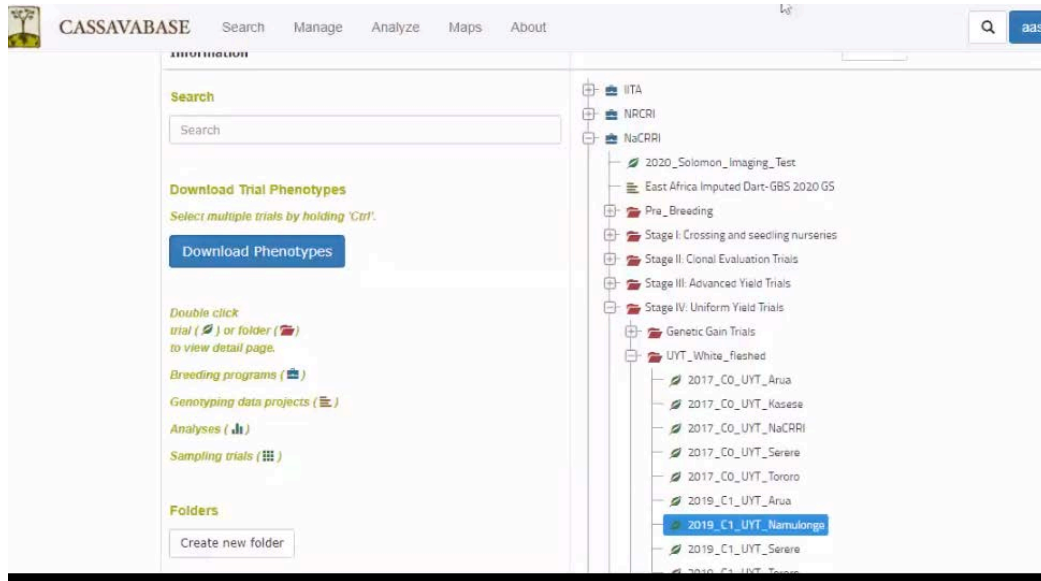 CASSAVABASE Search Manage Analyze Maps About aas
Information
Search
Search
Download Trial Phenotypes
Select multiple trials by holding 'Ctrl'.
Download Phenotypes
Double click
trial ( ) or folder ( )
to view detail page.
Breeding programs ( )
Genotyping data projects ( )
Analyses ( )
Sampling trials ( )
Folders
Create new folder
IITA
NRCRI
NaCRRI
2020_Solomon_Imaging_Test
East Africa Imputed Dart-GBS 2020 GS
Pre_Breeding
Stage I: Crossing and seedling nurseries
Stage II: Clonal Evaluation Trials
Stage III: Advanced Yield Trials
Stage IV: Uniform Yield Trials
Genetic Gain Trials
UYT_White_fleshed
2017_C0_UYT_Arua
2017_C0_UYT_Kasese
2017_C0_UYT_NaCRRI
2017_C0_UYT_Serere
2017_C0_UYT_Tororo
2019_C1_UYT_Arua
2019_C1_UYT_Namulonge
2019_C1_UYT_Serere
2019_C1_UYT_Tororo